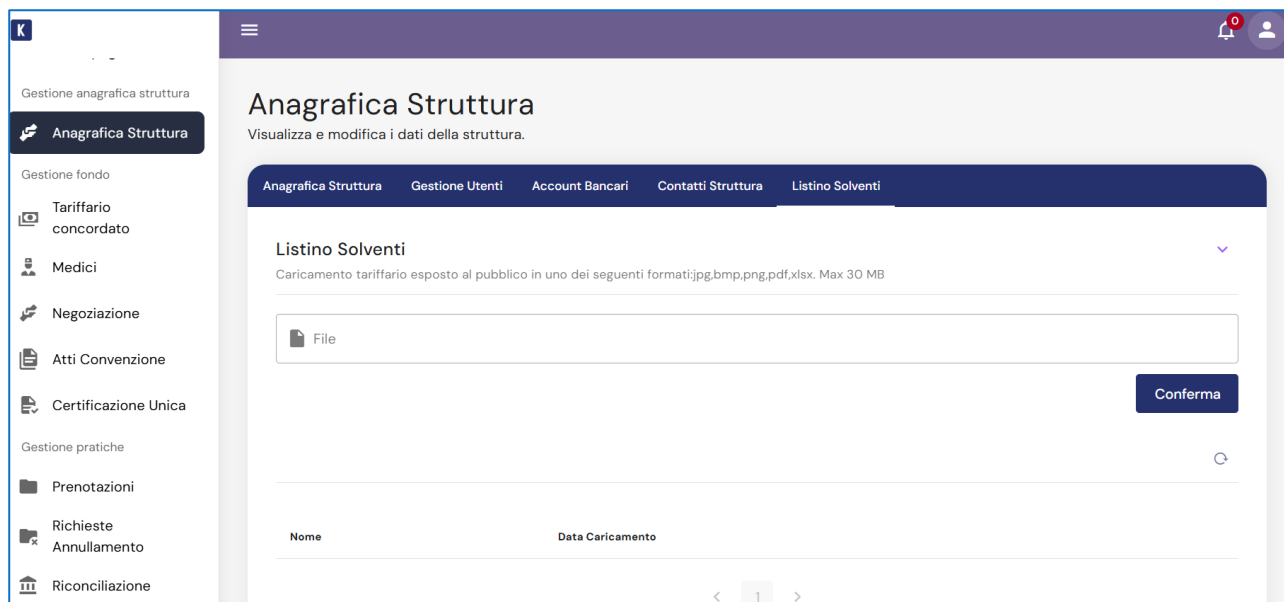 K
0
Gestione anagrafica struttura
Anagrafica Struttura
Gestione fondo
Tariffario
concordato
Medici
Negoziazione
Atti Convenzione
Certificazione Unica
Gestione pratiche
Prenotazioni
Richieste
Annullamento
Riconciliazione
Anagrafica Struttura
Visualizza e modifica i dati della struttura.
Anagrafica Struttura Gestione Utenti Account Bancari Contatti Struttura Listino Solventi
Listino Solventi
Caricamento tariffario esposto al pubblico in uno dei seguenti formati:jpg,bmp,png,pdf,xlsx. Max 30 MB
File
Conferma
Nome Data Caricamento
< 1 >